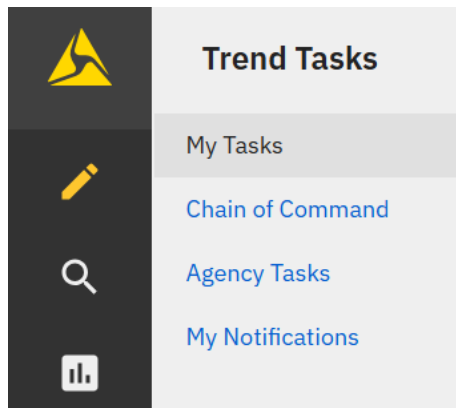 Trend Tasks
My Tasks
Chain of Command
Agency Tasks
My Notifications